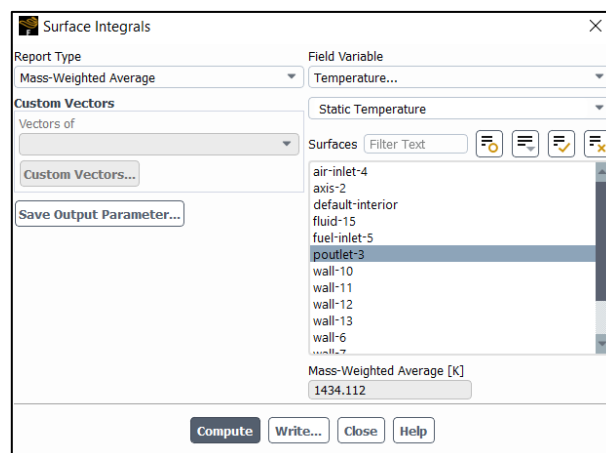 Surface Integrals
Report Type
Mass-Weighted Average
Custom Vectors
Vectors of
Custom Vectors...
Save Output Parameter...
Field Variable
Temperature...
Static Temperature
Surfaces Filter Text
air-inlet-4
axis-2
default-interior
fluid-15
fuel-inlet-5
poutlet-3
wall-10
wall-11
wall-12
wall-13
wall-6
wall-7
Mass-Weighted Average [K]
1434.112
Compute Write... Close Help